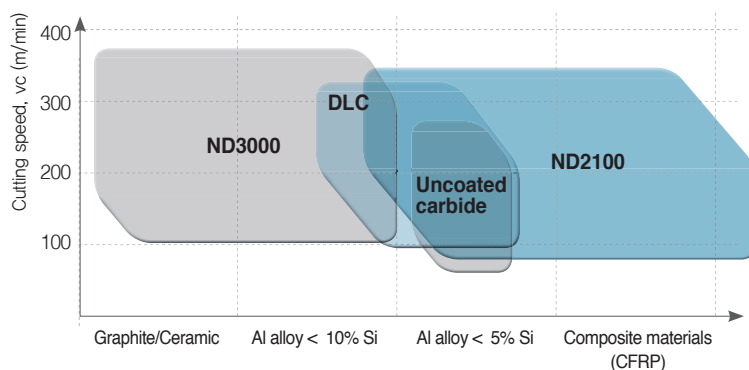 Cutting speed, vc (m/min)
400
300
200
100
DLC
ND3000
ND2100
Uncoated
carbide
Graphite/Ceramic
Al alloy < 10% Si
Al alloy < 5% Si
Composite materials
(CFRP)